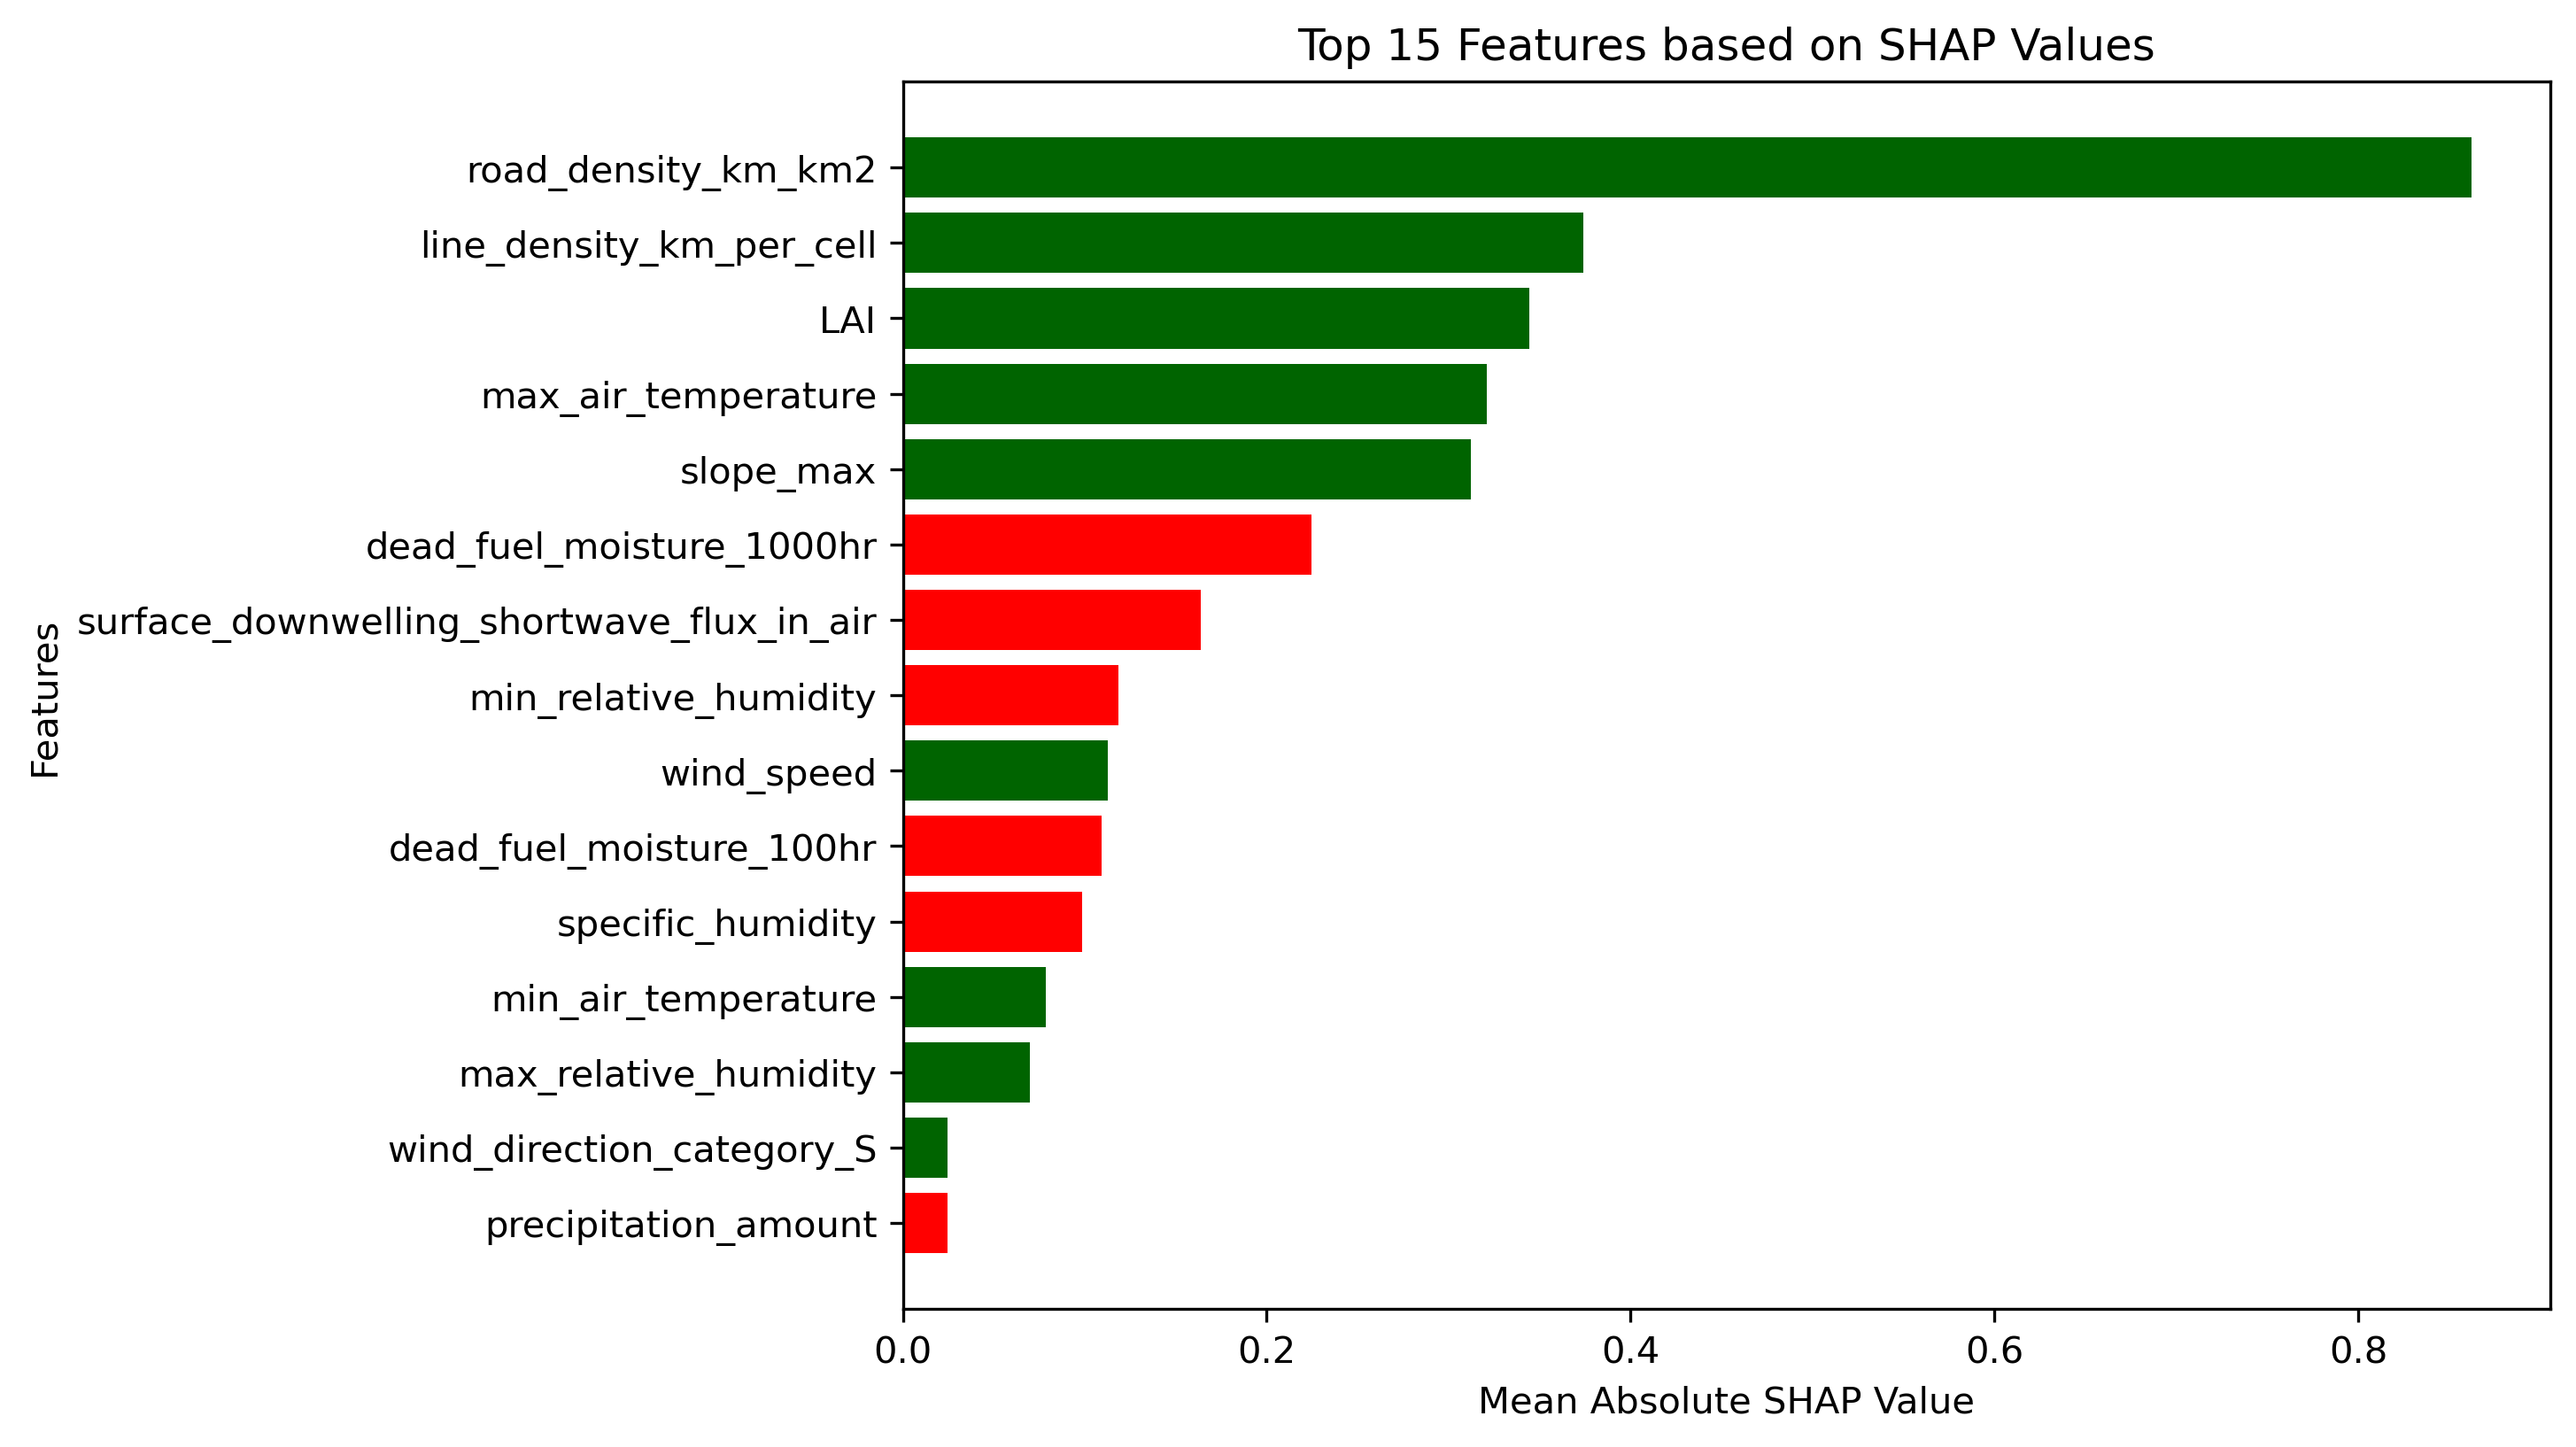 Top 15 Features based on SHAP Values
Features
road_density_km_km2
line_density_km_per_cell
LAI
max_air_temperature
slope_max
dead_fuel_moisture_1000hr
surface_downwelling_shortwave_flux_in_air
min_relative_humidity
wind_speed
dead_fuel_moisture_100hr
specific_humidity
min_air_temperature
max_relative_humidity
wind_direction_category_S
precipitation_amount
0.0 0.2 0.4 0.6 0.8
Mean Absolute SHAP Value